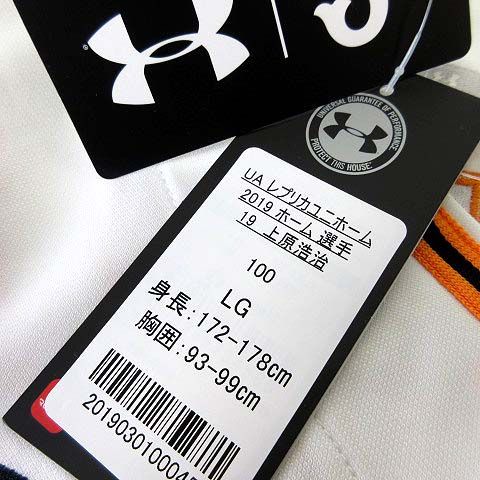 UNIVERSAL GUARANTEE OF PERFORMANCE
PROTECT THIS HOUSE.
UA レプリカユニホーム
2019 ホーム 選手
19 上原浩治
100
LG
身長:172-178cm
胸囲:93-99cm